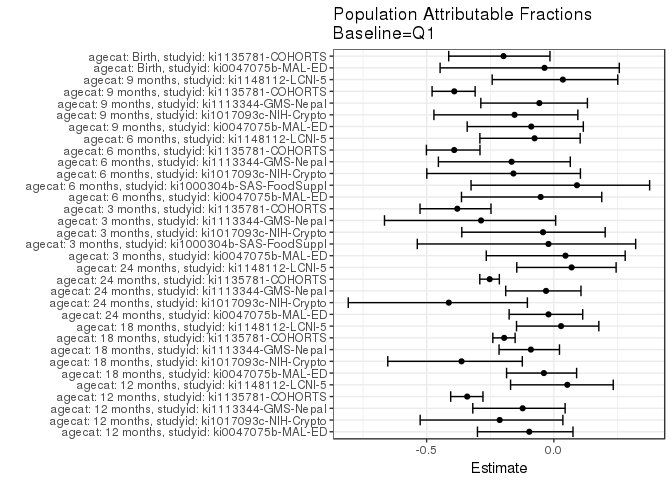 Population Attributable Fractions
Baseline=Q1
agecat: Birth, studyid: ki1135781-COHORTS
agecat: Birth, studyid: ki0047075b-MAL-ED
agecat: 9 months, studyid: ki1148112-LCNI-5
agecat: 9 months, studyid: ki1135781-COHORTS
agecat: 9 months, studyid: ki1113344-GMS-Nepal
agecat: 9 months, studyid: ki1017093c-NIH-Crypto
agecat: 9 months, studyid: ki0047075b-MAL-ED
agecat: 6 months, studyid: ki1148112-LCNI-5
agecat: 6 months, studyid: ki1135781-COHORTS
agecat: 6 months, studyid: ki1113344-GMS-Nepal
agecat: 6 months, studyid: ki1017093c-NIH-Crypto
agecat: 6 months, studyid: ki1000304b-SAS-FoodSuppl
agecat: 6 months, studyid: ki0047075b-MAL-ED
agecat: 3 months, studyid: ki1135781-COHORTS
agecat: 3 months, studyid: ki1113344-GMS-Nepal
agecat: 3 months, studyid: ki1017093c-NIH-Crypto
agecat: 3 months, studyid: ki1000304b-SAS-FoodSuppl
agecat: 3 months, studyid: ki0047075b-MAL-ED
agecat: 24 months, studyid: ki1148112-LCNI-5
agecat: 24 months, studyid: ki1135781-COHORTS
agecat: 24 months, studyid: ki1113344-GMS-Nepal
agecat: 24 months, studyid: ki1017093c-NIH-Crypto
agecat: 24 months, studyid: ki0047075b-MAL-ED
agecat: 18 months, studyid: ki1148112-LCNI-5
agecat: 18 months, studyid: ki1135781-COHORTS
agecat: 18 months, studyid: ki1113344-GMS-Nepal
agecat: 18 months, studyid: ki1017093c-NIH-Crypto
agecat: 18 months, studyid: ki0047075b-MAL-ED
agecat: 12 months, studyid: ki1148112-LCNI-5
agecat: 12 months, studyid: ki1135781-COHORTS
agecat: 12 months, studyid: ki1113344-GMS-Nepal
agecat: 12 months, studyid: ki1017093c-NIH-Crypto
agecat: 12 months, studyid: ki0047075b-MAL-ED
-0.5 0.0
Estimate